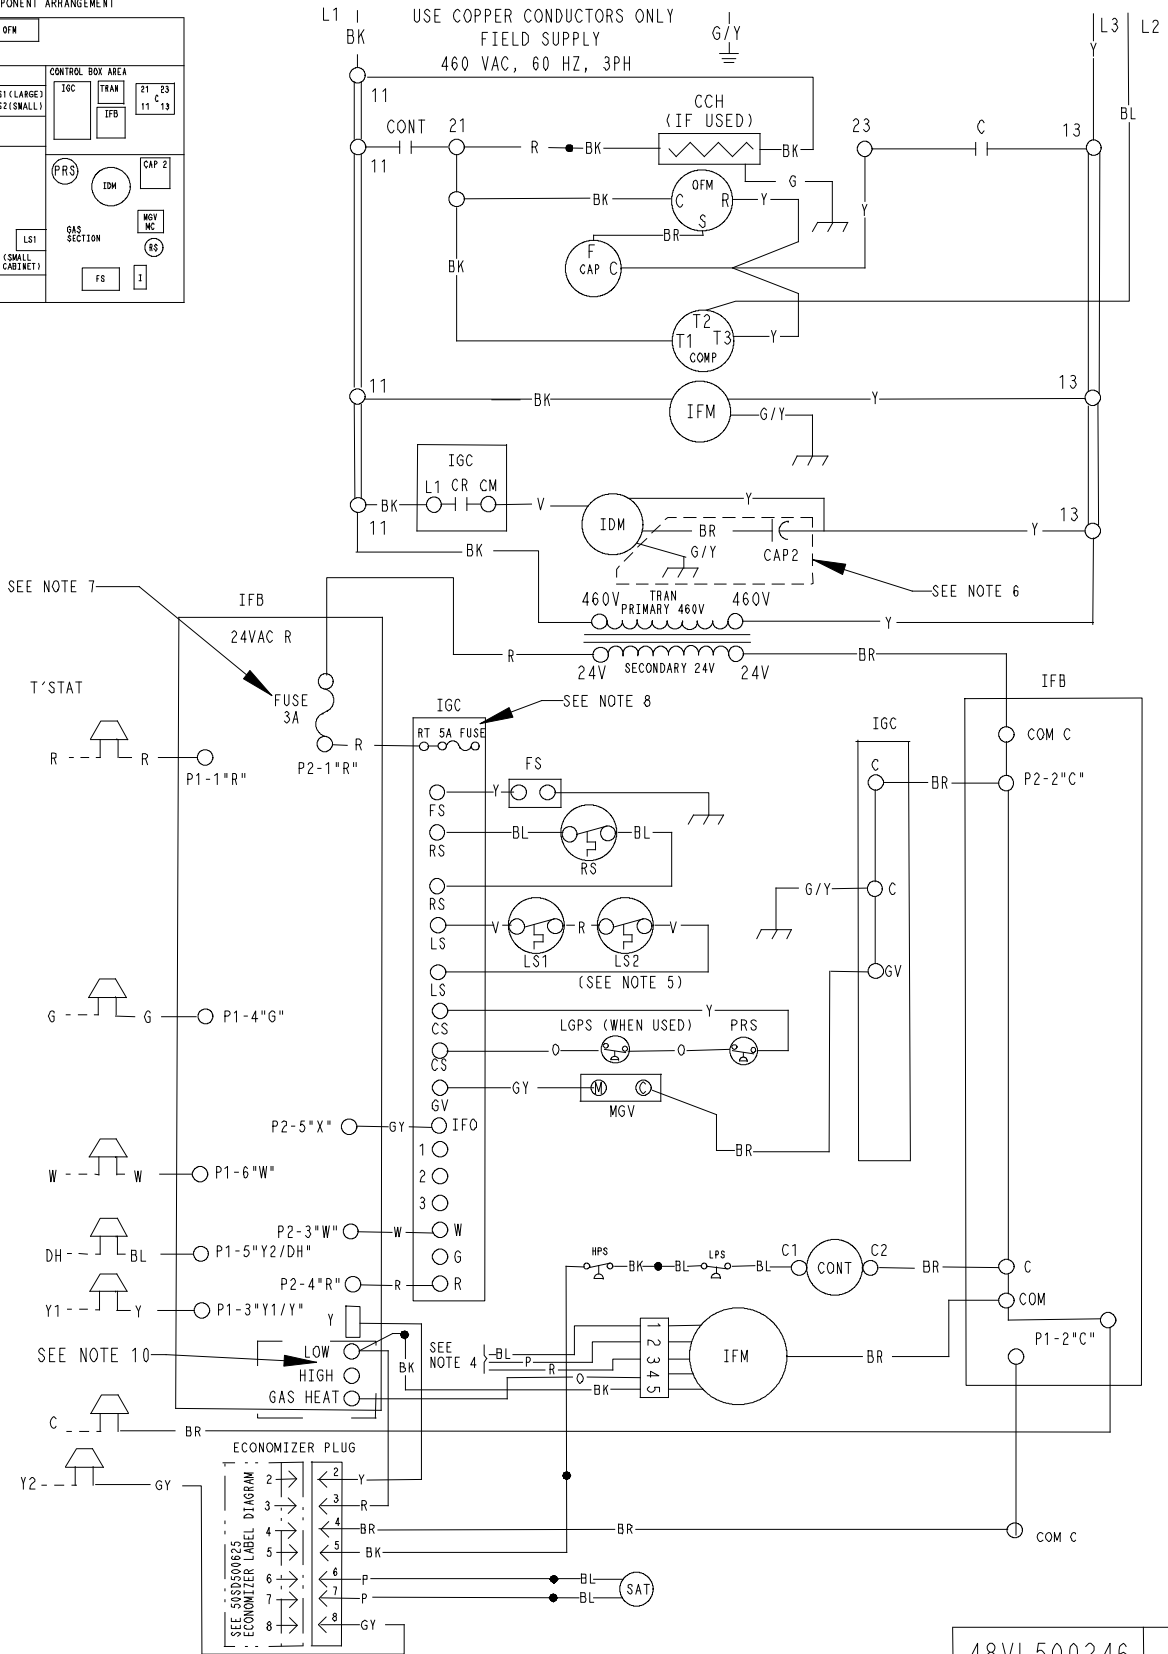 PONENT ARRANGEMENT
OFM
CONTROL BOX AREA
IGC
TRAN
IFB
21 23
C
11 13
S1(LARGE)
S2(SMALL)
PRS
IDM
CAP 2
MGV
MC
RS
GAS
SECTION
LS1
(SMALL
CABINET)
FS
I
L1
BK
USE COPPER CONDUCTORS ONLY
FIELD SUPPLY
460 VAC, 60 HZ, 3PH
G/Y
L3
L2
Y
BL
11
CONT
21
CCH
(IF USED)
23
C
13
11
R
BK
BK
G
OFM
C
R
S
BK
Y
Y
BR
F
CAP
C
BK
T2
T1
T3
COMP
Y
11
13
BK
IFM
Y
G/Y
IGC
L1 CR CM
BK
V
IDM
Y
BR
CAP2
G/Y
Y
13
11
BK
SEE NOTE 6
SEE NOTE 7
IFB
24VAC R
460V
TRAN
PRIMARY 460V
460V
Y
R
24V
SECONDARY 24V
24V
BR
T'STAT
FUSE
3A
IGC
SEE NOTE 8
IFB
IGC
RT 5A FUSE
R
P2-1"R"
R
R
P1-1"R"
COM C
FS
Y
FS
C
BR
P2-2"C"
RS
BL
BL
RS
RS
G/Y
C
LS
V
LS1
R
LS2
V
LS
(SEE NOTE 5)
GV
G
G
P1-4"G"
CS
Y
LGPS (WHEN USED)
PRS
CS
O
O
GV
GY
M
C
MGV
P2-5"X"
GY
IFO
BR
1
2
3
W
W
P1-6"W"
P2-3"W"
W
W
DH
BL
P1-5"Y2/DH"
G
HPS
BK
BL
LPS
BL
C1
CONT
C2
BR
C
P2-4"R"
R
R
Y1
Y
P1-3"Y1/Y"
Y
COM
P1-2"C"
SEE NOTE 10
LOW
HIGH
GAS HEAT
BK
SEE
NOTE 4
BL
P
R
O
BK
1
2
3
4
5
IFM
BR
C
BR
ECONOMIZER PLUG
Y2
GY
SEE 50SD500625
ECONOMIZER LABEL DIAGRAM
2
2
Y
3
3
R
4
4
BR
BR
COM C
5
5
BK
6
6
P
BL
SAT
7
7
P
BL
8
8
GY
48VL500246